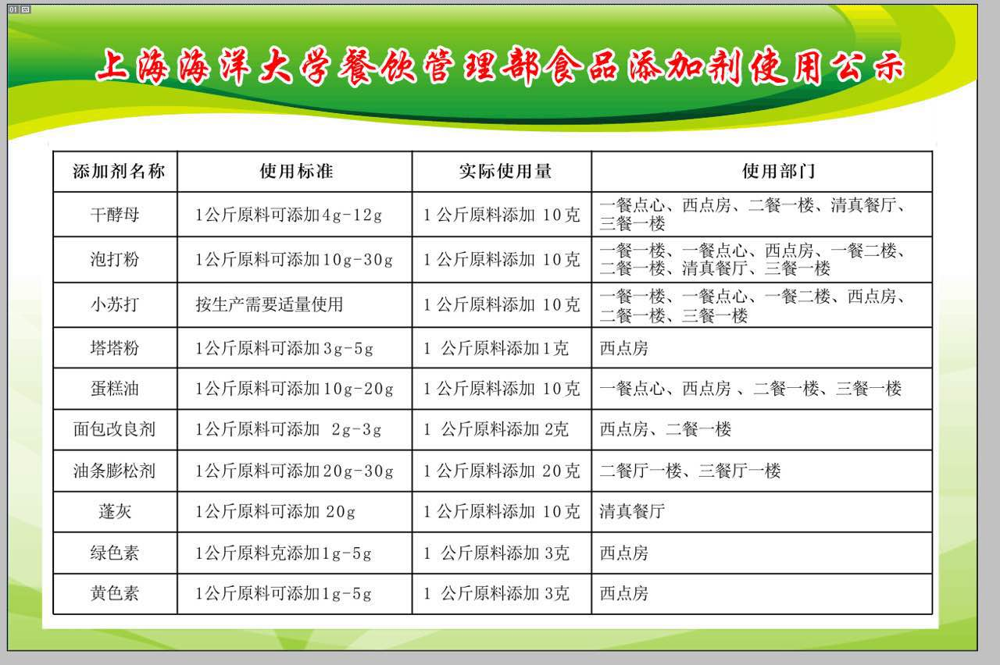 01
上海海洋大学餐饮管理部食品添加剂使用公示
添加剂名称 使用标准 实际使用量 使用部门
干酵母 1公斤原料可添加4g-12g 1公斤原料添加 10克 一餐点心、西点房、二餐一楼、清真餐厅、
三餐一楼
泡打粉 1公斤原料可添加10g-30g 1公斤原料添加 10克 一餐一楼、一餐点心、西点房、一餐二楼、
二餐一楼、清真餐厅、三餐一楼
小苏打 按生产需要适量使用 1公斤原料添加 10克 一餐一楼、一餐点心、一餐二楼、西点房、
二餐一楼、三餐一楼
塔塔粉 1公斤原料可添加3g-5g 1 公斤原料添加1克 西点房
蛋糕油 1公斤原料可添加10g-20g 1公斤原料添加 10克 一餐点心、西点房 、二餐一楼、三餐一楼
面包改良剂 1公斤原料可添加 2g-3g 1 公斤原料添加 2克 西点房、二餐一楼
油条膨松剂 1公斤原料可添加20g-30g 1公斤原料添加 20克 二餐厅一楼、三餐厅一楼
蓬灰 1公斤原料可添加 20g 1公斤原料添加 10克 清真餐厅
绿色素 1公斤原料克添加1g-5g 1 公斤原料添加 3克 西点房
黄色素 1公斤原料可添加1g-5g 1 公斤原料添加 3克 西点房